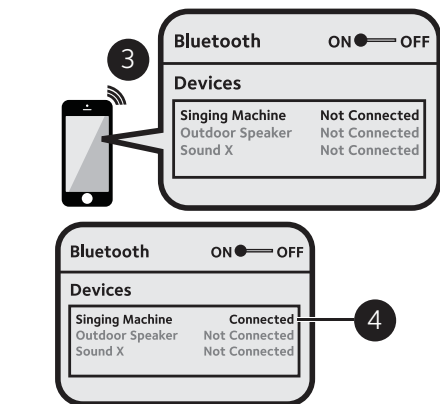 3
Bluetooth ON OFF
Devices
Singing Machine Not Connected
Outdoor Speaker Not Connected
Sound X Not Connected
Bluetooth ON OFF
Devices
Singing Machine Connected
Outdoor Speaker Not Connected
Sound X Not Connected
4